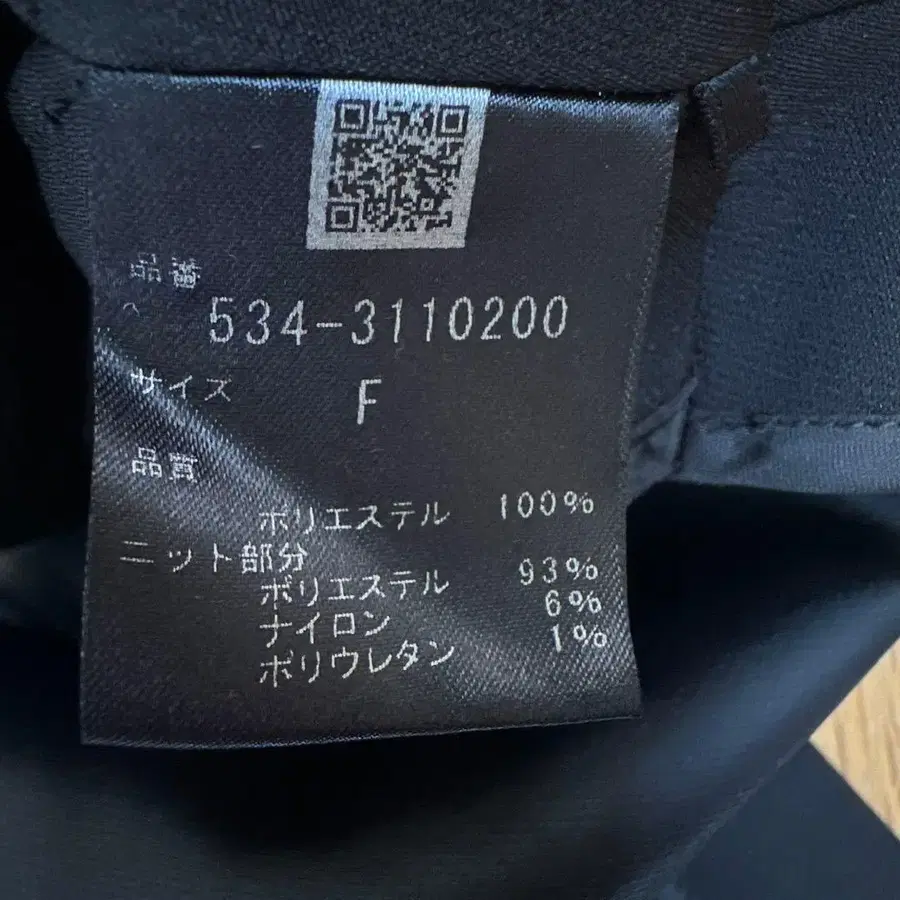 品番
534-3110200
サイズ F
品質
ポリエステル 100%
ニット部分
ポリエステル 93%
ナイロン 6%
ポリウレタン 1%